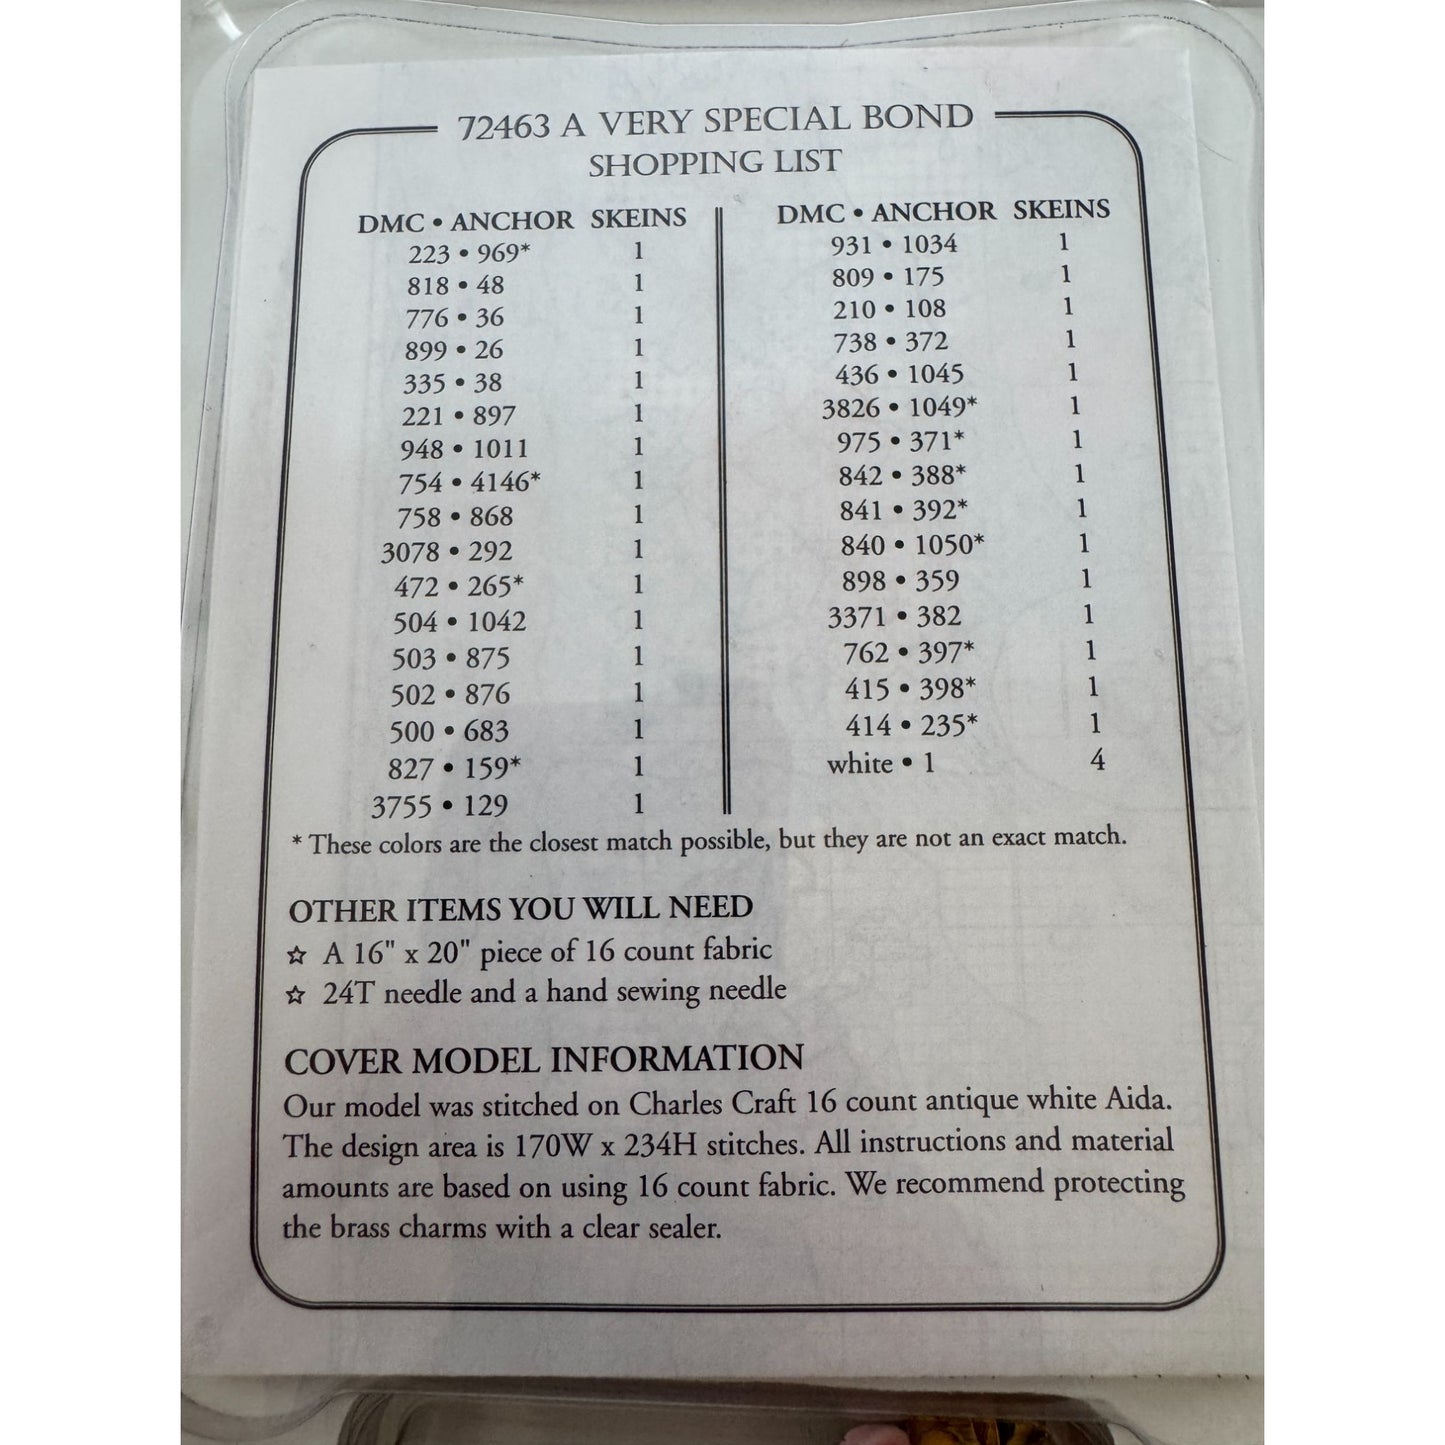 72463 A VERY SPECIAL BOND
SHOPPING LIST
DMC • ANCHOR SKEINS
223 • 969* 1
818 • 48 1
776 • 36 1
899 • 26 1
335 • 38 1
221 • 897 1
948 • 1011 1
754 • 4146* 1
758 • 868 1
3078 • 292 1
472 • 265* 1
504 • 1042 1
503 • 875 1
502 • 876 1
500 • 683 1
827 • 159* 1
3755 • 129 1
DMC • ANCHOR SKEINS
931 • 1034 1
809 • 175 1
210 • 108 1
738 • 372 1
436 • 1045 1
3826 • 1049* 1
975 • 371* 1
842 • 388* 1
841 • 392* 1
840 • 1050* 1
898 • 359 1
3371 • 382 1
762 • 397* 1
415 • 398* 1
414 • 235* 1
white • 1 4
* These colors are the closest match possible, but they are not an exact match.
OTHER ITEMS YOU WILL NEED
☆ A 16" x 20" piece of 16 count fabric
☆ 24T needle and a hand sewing needle
COVER MODEL INFORMATION
Our model was stitched on Charles Craft 16 count antique white Aida.
The design area is 170W x 234H stitches. All instructions and material
amounts are based on using 16 count fabric. We recommend protecting
the brass charms with a clear sealer.